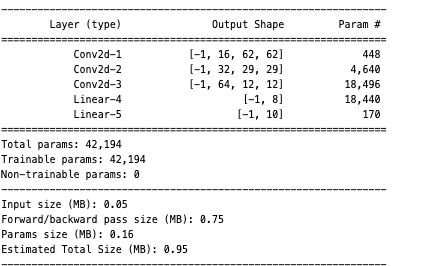 ----------------------------------------------------------------
Layer (type) Output Shape Param #
================================================================
Conv2d-1 [-1, 16, 62, 62] 448
Conv2d-2 [-1, 32, 29, 29] 4,640
Conv2d-3 [-1, 64, 12, 12] 18,496
Linear-4 [-1, 8] 18,440
Linear-5 [-1, 10] 170
================================================================
Total params: 42,194
Trainable params: 42,194
Non-trainable params: 0
----------------------------------------------------------------
Input size (MB): 0.05
Forward/backward pass size (MB): 0.75
Params size (MB): 0.16
Estimated Total Size (MB): 0.95
----------------------------------------------------------------